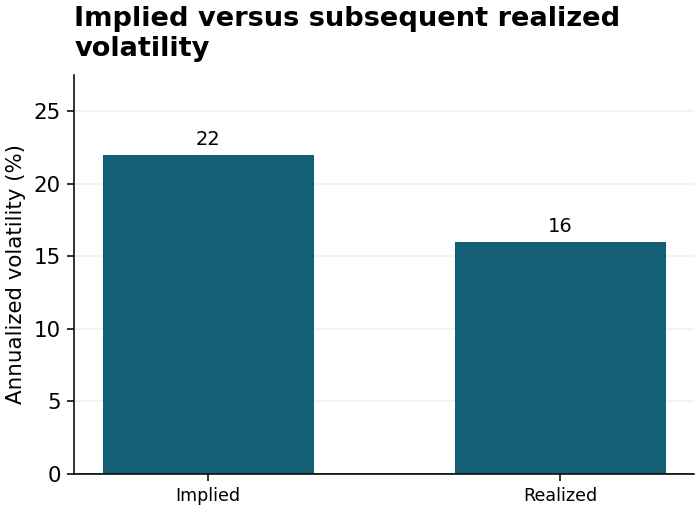 Implied versus subsequent realized
volatility
Annualized volatility (%)
25
20
15
10
5
0
22
16
Implied
Realized